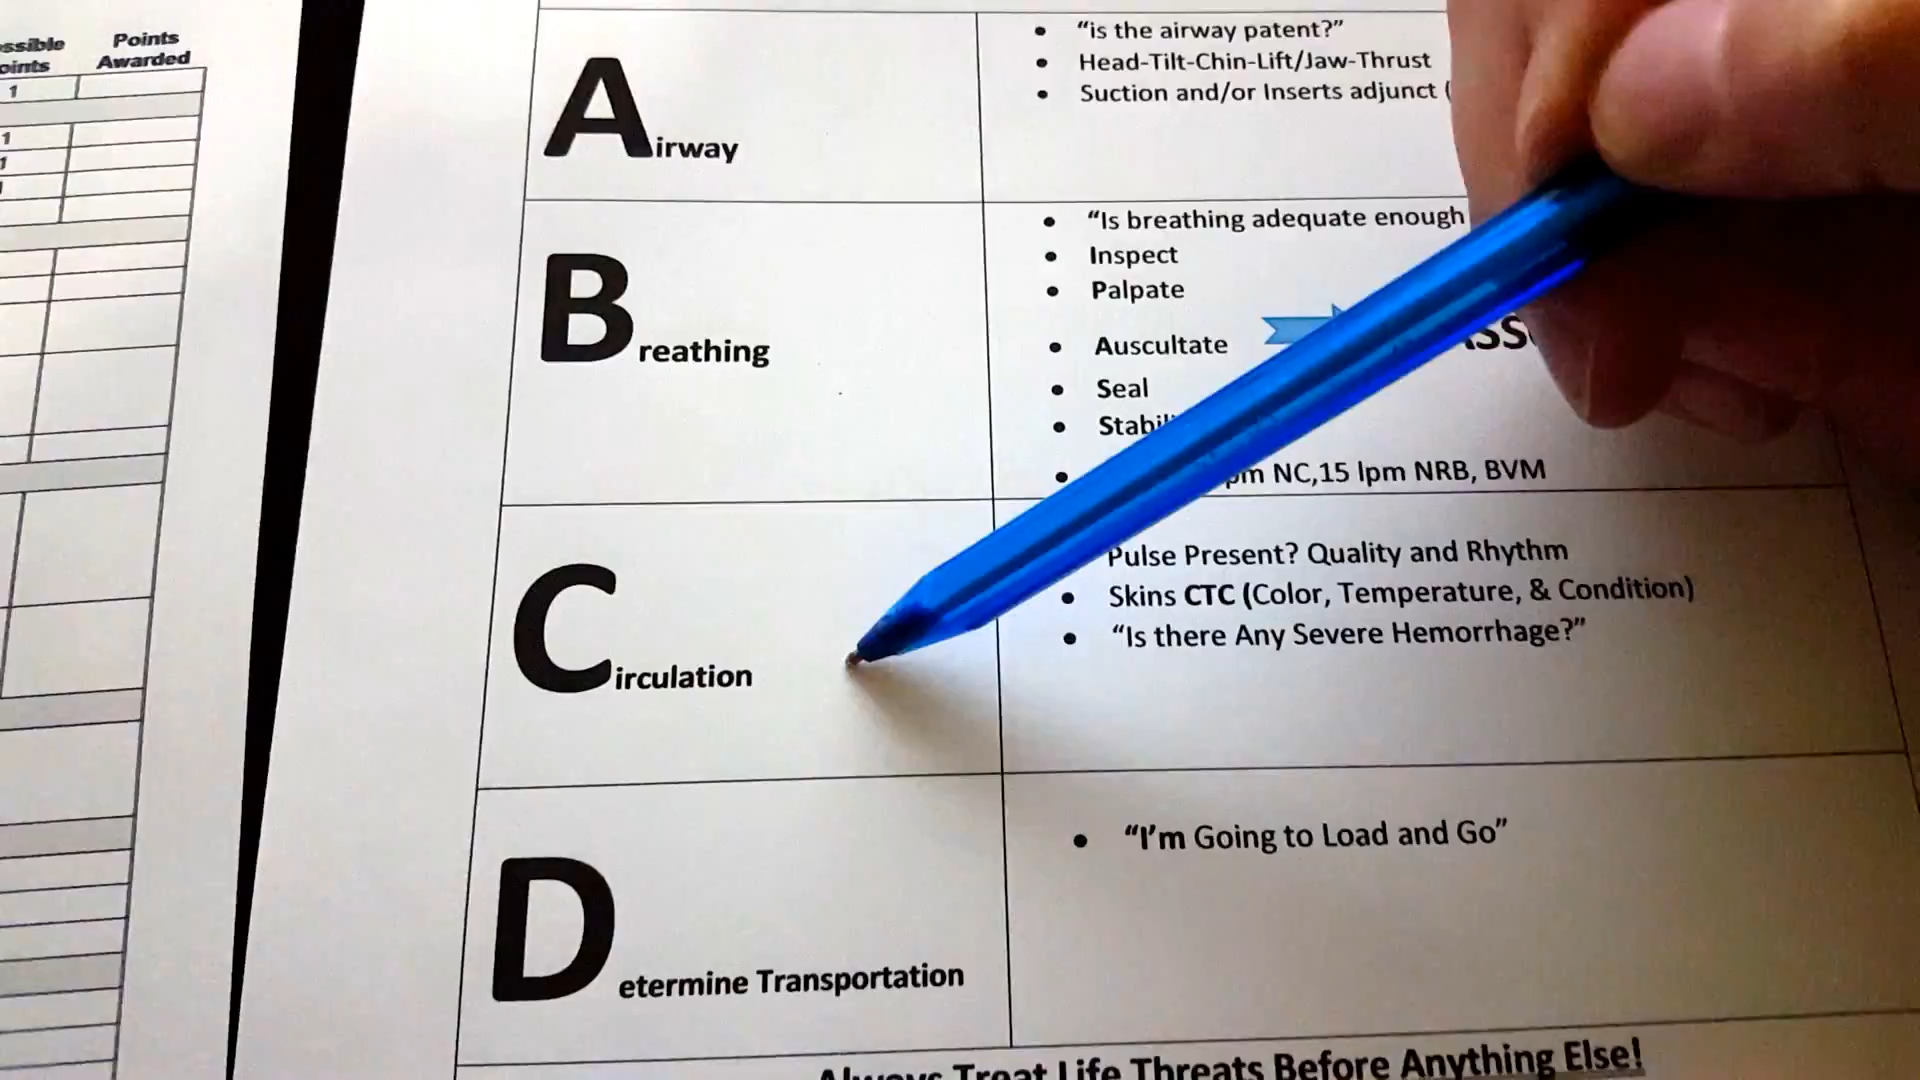 Points
Awarded
1
1
1
Airway
“is the airway patent?”
Head-Tilt-Chin-Lift/Jaw-Thrust
Suction and/or Inserts adjunct (
Breathing
“Is breathing adequate enough
Inspect
Palpate
Auscultate
Seal
NC,15 lpm NRB, BVM
Circulation
Pulse Present? Quality and Rhythm
Skins CTC (Color, Temperature, & Condition)
“Is there Any Severe Hemorrhage?”
Determine Transportation
“I’m Going to Load and Go”
Always Treat Life Threats Before Anything Else!